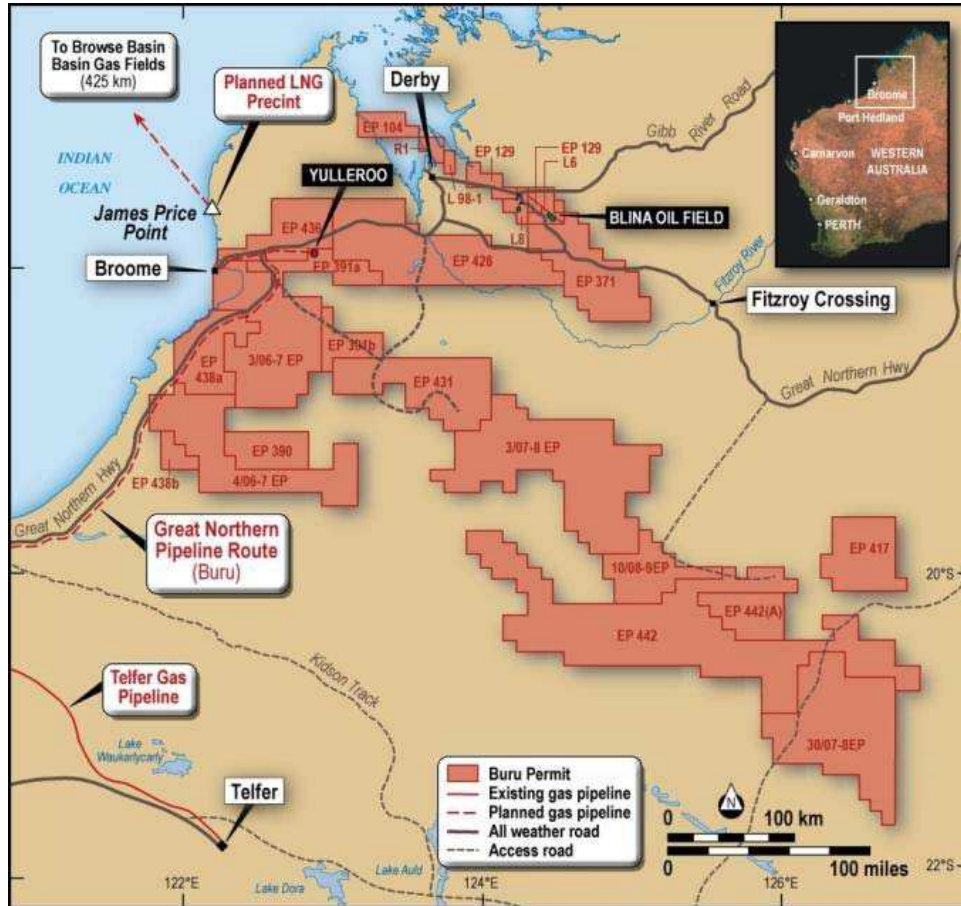 To Browse Basin
Basin Gas Fields
(425 km)
Planned LNG
Precint
Derby
Broome
Port Hedland
Carnarvon
WESTERN
AUSTRALIA
Geraldton
PERTH
Gibb River Road
EP 104
R1
EP 129
EP 129
L6
INDIAN
OCEAN
YULLEROO
L 98-1
BLINA OIL FIELD
James Price
Point
EP 436
L8
Broome
EP 391a
EP 428
EP 371
Fitzroy River
Fitzroy Crossing
EP 391b
3/06-7 EP
EP
438a
EP 431
Great Northern Hwy
EP 390
3/07-8 EP
EP 438b
4/06-7 EP
Great Northern Hwy
Great Northern
Pipeline Route
(Buru)
EP 417
20°S
10/08-9EP
EP 442(A)
EP 442
Kidson Track
Telfer Gas
Pipeline
30/07-8EP
Lake
Waukarlycarly
Telfer
Buru Permit
Existing gas pipeline
Planned gas pipeline
All weather road
Access road
N
0 100 km
0 100 miles
Lake Auld
Lake Dora
22°S
122°E
124°E
126°E